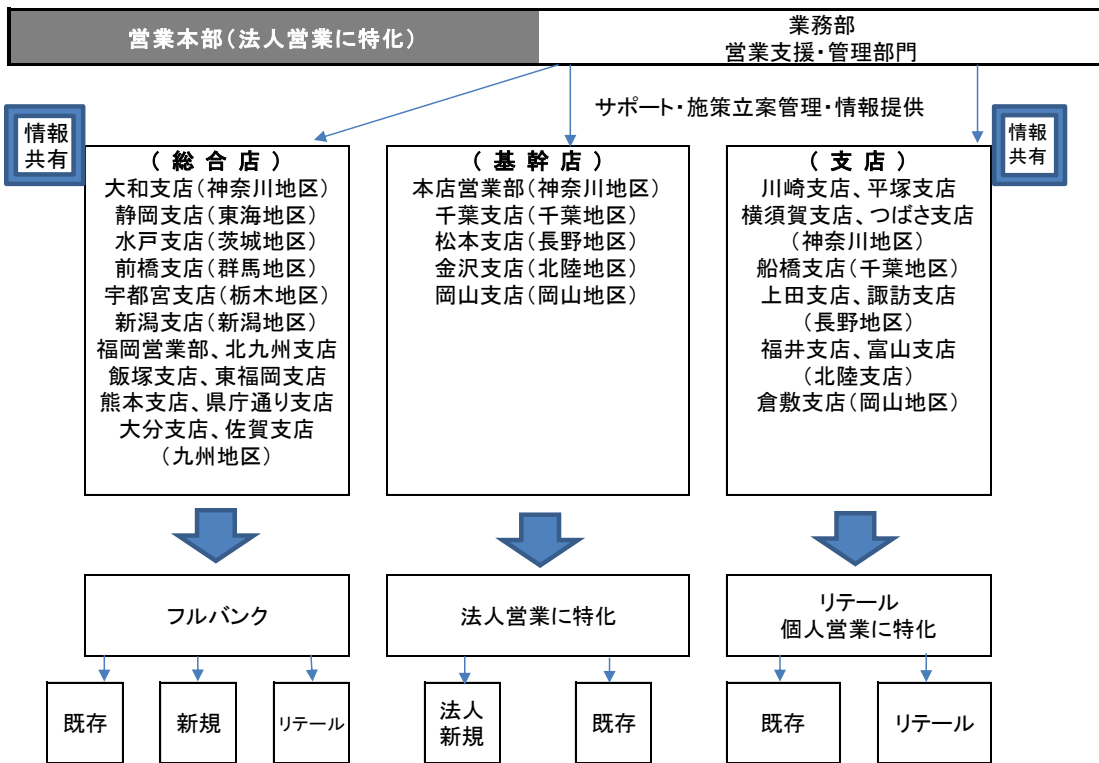 営業本部(法人営業に特化)
業務部
営業支援・管理部門
サポート・施策立案管理・情報提供
情報
共有
情報
共有
(総合店)
大和支店(神奈川地区)
静岡支店(東海地区)
水戸支店(茨城地区)
前橋支店(群馬地区)
宇都宮支店(栃木地区)
新潟支店(新潟地区)
福岡営業部、北九州支店
飯塚支店、東福岡支店
熊本支店、県庁通り支店
大分支店、佐賀支店
(九州地区)
(基幹店)
本店営業部(神奈川地区)
千葉支店(千葉地区)
松本支店(長野地区)
金沢支店(北陸地区)
岡山支店(岡山地区)
(支店)
川崎支店、平塚支店
横須賀支店、つばさ支店
(神奈川地区)
船橋支店(千葉地区)
上田支店、諏訪支店
(長野地区)
福井支店、富山支店
(北陸支店)
倉敷支店(岡山地区)
フルバンク
法人営業に特化
リテール
個人営業に特化
既存
新規
リテール
法人
新規
既存
既存
リテール